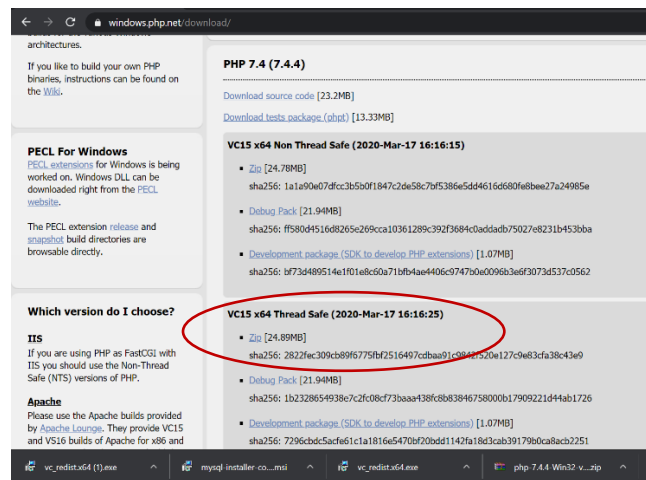 windows.php.net/download/
architectures.
If you like to build your own PHP
binaries, instructions can be found on
the Wiki.
PECL For Windows
PECL extensions for Windows is being
worked on. Windows DLL can be
downloaded right from the PECL
website.
The PECL extension release and
snapshot build directories are
browsable directly.
Which version do I choose?
IIS
If you are using PHP as FastCGI with
IIS you should use the Non-Thread
Safe (NTS) versions of PHP.
Apache
Please use the Apache builds provided
by Apache Lounge. They provide VC15
and VS16 builds of Apache for x86 and
PHP 7.4 (7.4.4)
Download source code [23.2MB]
Download tests package (phpt) [13.33MB]
VC15 x64 Non Thread Safe (2020-Mar-17 16:16:15)
Zip [24.78MB]
sha256: 1a1a90e07dfcc3b5b0f1847c2de58c7bf5386e5dd4616d680fe8bee27a24985e
Debug Pack [21.94MB]
sha256: ff580d4516d8265e269cca10361289c392f3684c0addadb75027e8231b453bba
Development package (SDK to develop PHP extensions) [1.07MB]
sha256: bf73d489514e1f01e8c60a71bfb4ae4406c9747b0e0096b3e6f3073d537c0562
VC15 x64 Thread Safe (2020-Mar-17 16:16:25)
Zip [24.89MB]
sha256:
Debug Pack [21.94MB]
sha256: 1b2328654938e7c2fc08cf73baaa438fc8b83846758000b17909221d44ab1726
Development package (SDK to develop PHP extensions) [1.07MB]
sha256: 7296cbdc5acfe61c1a1816e5470bf20bdd1142fa18d3cab39179b0ca8acb2251
vc_redist.x64 (1).exe
mysql-installer-co....msi
vc_redist.x64.exe
php-7.4.4-Win32-v....zip